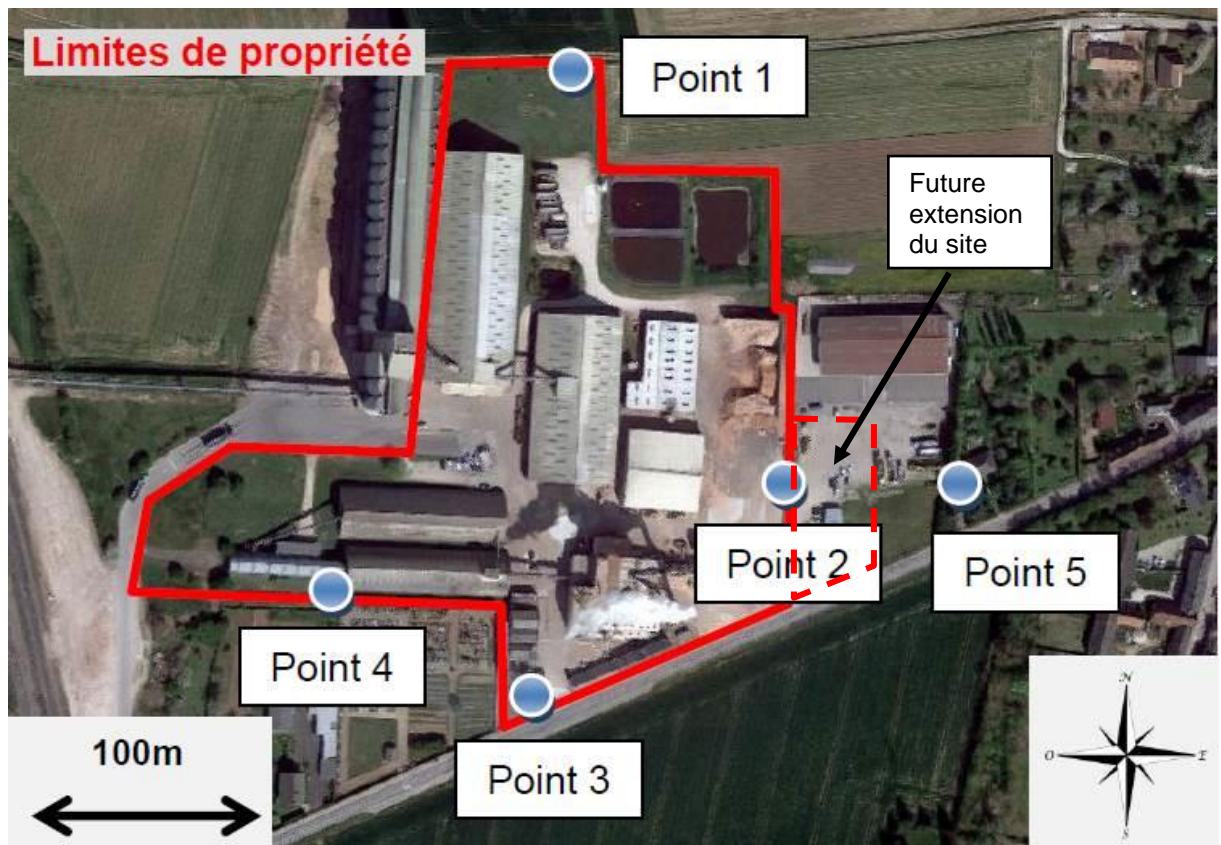 Limites de propriété
Point 1
Future
extension
du site
Point 2
Point 5
Point 4
Point 3
100m
N
O
E
S